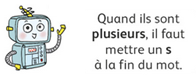 Quand ils sont
plusieurs, il faut
mettre un s
à la fin du mot.